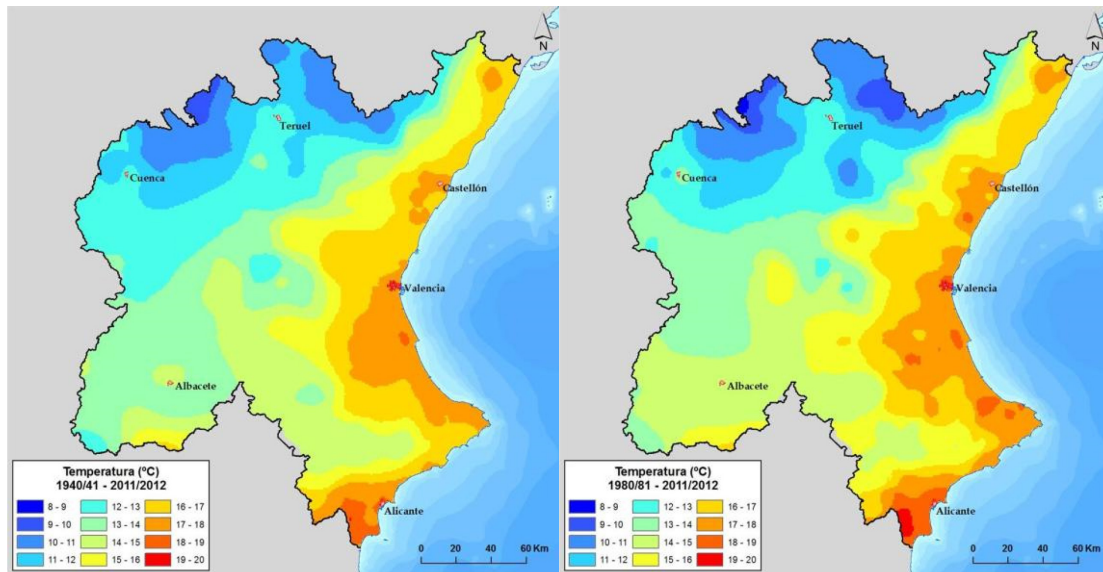 N
Teruel
Cuenca
Castellón
Valencia
Albacete
Alicante
Temperatura (ºC)
1940/41 - 2011/2012
8 - 9 12 - 13 16 - 17
9 - 10 13 - 14 17 - 18
10 - 11 14 - 15 18 - 19
11 - 12 15 - 16 19 - 20
0 20 40 60 Km
N
Teruel
Cuenca
Castellón
Valencia
Albacete
Alicante
Temperatura (ºC)
1980/81 - 2011/2012
8 - 9 12 - 13 16 - 17
9 - 10 13 - 14 17 - 18
10 - 11 14 - 15 18 - 19
11 - 12 15 - 16 19 - 20
0 20 40 60 Km